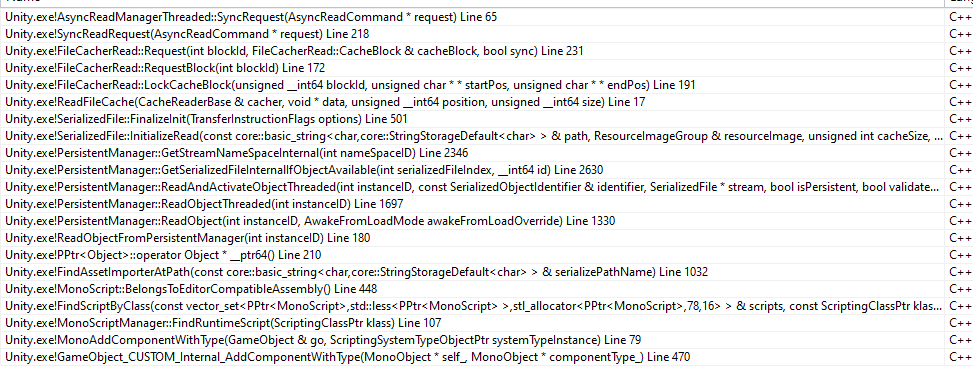 Unity.exe!AsyncReadManagerThreaded::SyncRequest(AsyncReadCommand * request) Line 65 C++
Unity.exe!SyncReadRequest(AsyncReadCommand * request) Line 218 C++
Unity.exe!FileCacherRead::Request(int blockId, FileCacherRead::CacheBlock & cacheBlock, bool sync) Line 231 C++
Unity.exe!FileCacherRead::RequestBlock(int blockId) Line 172 C++
Unity.exe!FileCacherRead::LockCacheBlock(unsigned __int64 blockId, unsigned char * * startPos, unsigned char * * endPos) Line 191 C++
Unity.exe!ReadFileCache(CacheReaderBase & cacher, void * data, unsigned __int64 position, unsigned __int64 size) Line 17 C++
Unity.exe!SerializedFile::FinalizeInit(TransferInstructionFlags options) Line 501 C++
Unity.exe!SerializedFile::InitializeRead(const core::basic_string<char,core::StringStorageDefault<char> > & path, ResourceImageGroup & resourceImage, unsigned int cacheSize, ... C++
Unity.exe!PersistentManager::GetStreamNameSpaceInternal(int nameSpaceID) Line 2346 C++
Unity.exe!PersistentManager::GetSerializedFileInternalIfObjectAvailable(int serializedFileIndex, __int64 id) Line 2630 C++
Unity.exe!PersistentManager::ReadAndActivateObjectThreaded(int instanceID, const SerializedObjectIdentifier & identifier, SerializedFile * stream, bool isPersistent, bool validate... C++
Unity.exe!PersistentManager::ReadObjectThreaded(int instanceID) Line 1697 C++
Unity.exe!PersistentManager::ReadObject(int instanceID, AwakeFromLoadMode awakeFromLoadOverride) Line 1330 C++
Unity.exe!ReadObjectFromPersistentManager(int instanceID) Line 180 C++
Unity.exe!PPtr<Object>::operator Object * __ptr64() Line 210 C++
Unity.exe!FindAssetImporterAtPath(const core::basic_string<char,core::StringStorageDefault<char> > & serializePathName) Line 1032 C++
Unity.exe!MonoScript::BelongsToEditorCompatibleAssembly() Line 448 C++
Unity.exe!FindScriptByClass(const vector_set<PPtr<MonoScript>,std::less<PPtr<MonoScript> >,stl_allocator<PPtr<MonoScript>,78,16> > & scripts, const ScriptingClassPtr klas... C++
Unity.exe!MonoScriptManager::FindRuntimeScript(ScriptingClassPtr klass) Line 107 C++
Unity.exe!MonoAddComponentWithType(GameObject & go, ScriptingSystemTypeObjectPtr systemTypeInstance) Line 79 C++
Unity.exe!GameObject_CUSTOM_Internal_AddComponentWithType(MonoObject * self_, MonoObject * componentType_) Line 470 C++